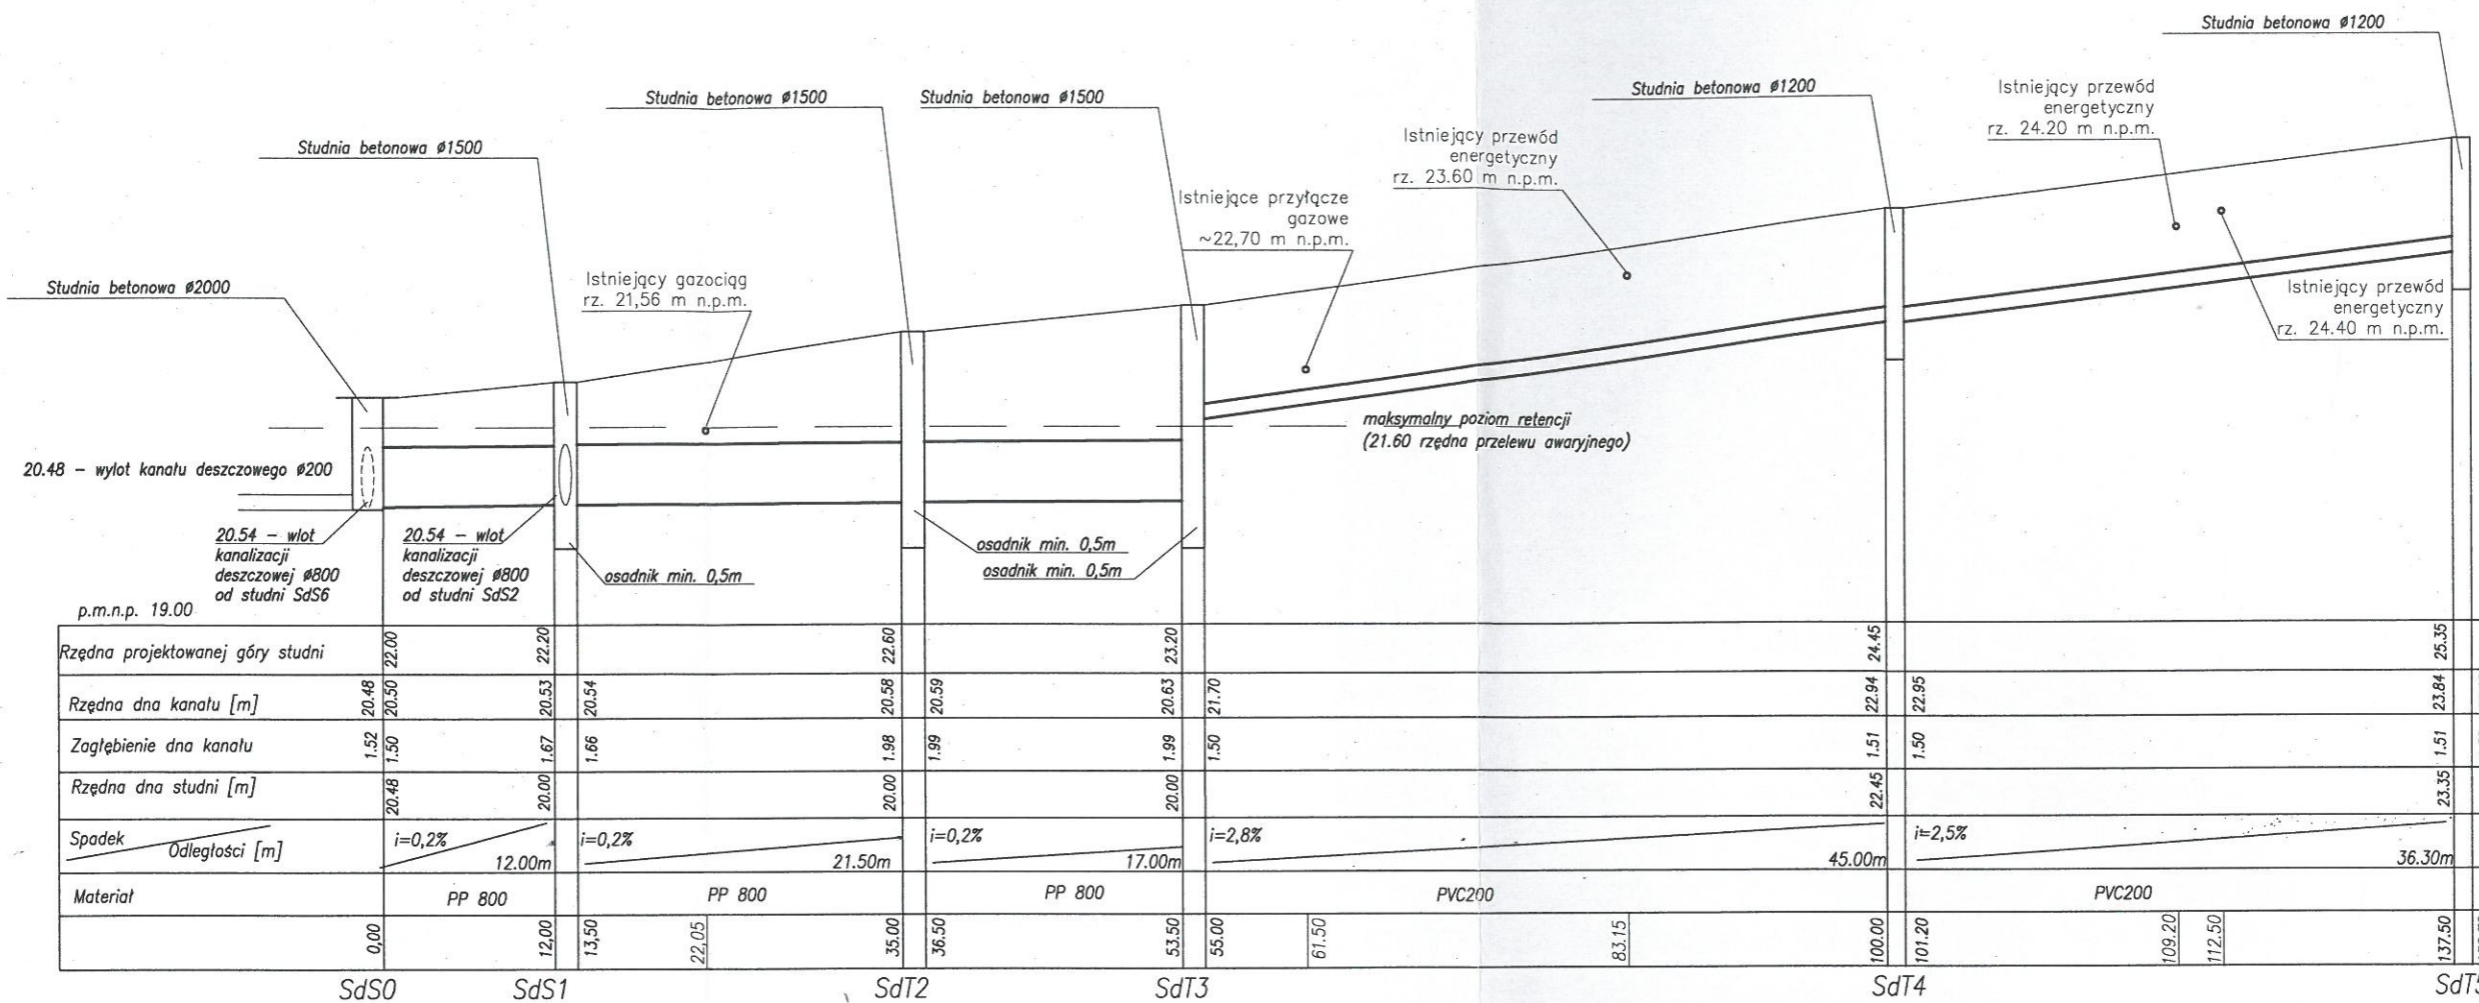 Studnia betonowa ø1200
Studnia betonowa ø1500
Studnia betonowa ø1500
Studnia betonowa ø1200
Istniejący przewód
energetyczny
rz. 24.20 m n.p.m.
Studnia betonowa ø1500
Istniejący przewód
energetyczny
rz. 23.60 m n.p.m.
Istniejące przyłącze
gazowe
~22,70 m n.p.m.
Studnia betonowa ø2000
Istniejący gazociąg
rz. 21,56 m n.p.m.
Istniejący przewód
energetyczny
rz. 24.40 m n.p.m.
maksymalny poziom retencji
(21.60 rzędna przelewu awaryjnego)
20.48 - wylot kanału deszczowego ø200
20.54 - wlot
kanalizacji
deszczowej ø800
od studni SdS6
20.54 - wlot
kanalizacji
deszczowej ø800
od studni SdS2
osadnik min. 0,5m
osadnik min. 0,5m
osadnik min. 0,5m
p.m.n.p. 19.00
Rzędna projektowanej góry studni 22.00 22.20 22.60 23.20 24.45 25.35
Rzędna dna kanału [m] 20.48 20.50 20.53 20.54 20.58 20.59 20.63 21.70 22.94 22.95 23.84
Zagłębienie dna kanału 1.52 1.50 1.67 1.66 1.98 1.99 1.99 1.50 1.51 1.50 1.51
Rzędna dna studni [m] 20.48 20.00 20.00 20.00 22.45 23.35
Spadek i=0,2% i=0,2% i=0,2% i=2,8% i=2,5%
Odległości [m] 12.00m 21.50m 17.00m 45.00m 36.30m
Materiał PP 800 PP 800 PP 800 PVC200 PVC200
0,00 12,00 13,50 22,05 35.00 36.50 53.50 55.00 61.50 83.15 100.00 101.20 109.20 112.50 137.50
SdS0 SdS1 SdT2 SdT3 SdT4 SdT5